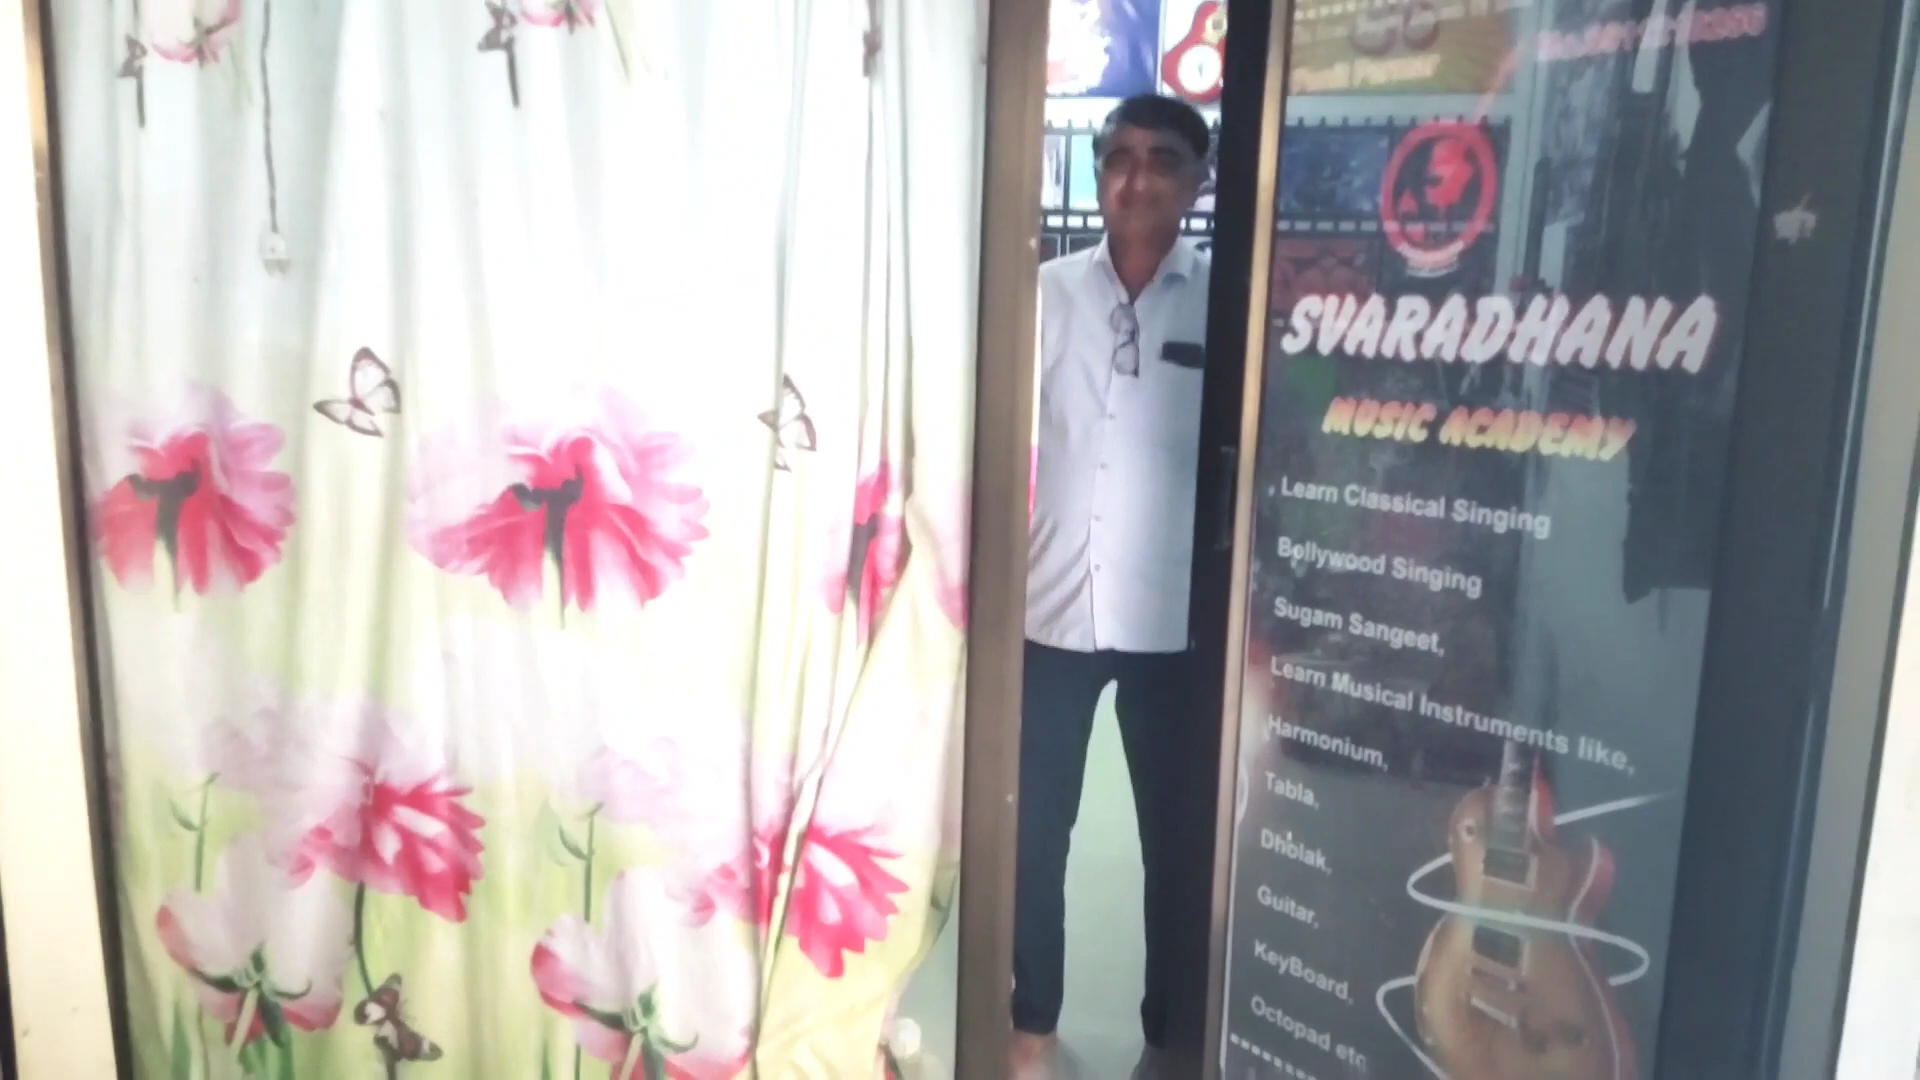 SVARADHANA
MUSIC ACADEMY
Learn Classical Singing
Bollywood Singing
Sugam Sangeet,
Learn Musical Instruments like,
Harmonium,
Tabla,
Dholak,
Guitar,
KeyBoard,
Octopad etc